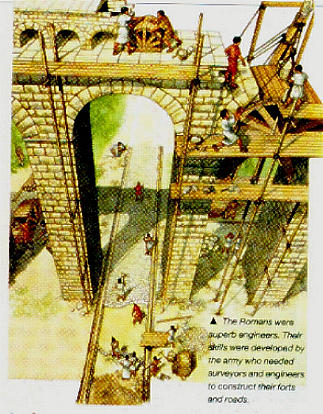 ▲ The Romans were
superb engineers. Their
skills were developed by
the army who needed
surveyors and engineers
to construct their forts
and roads.